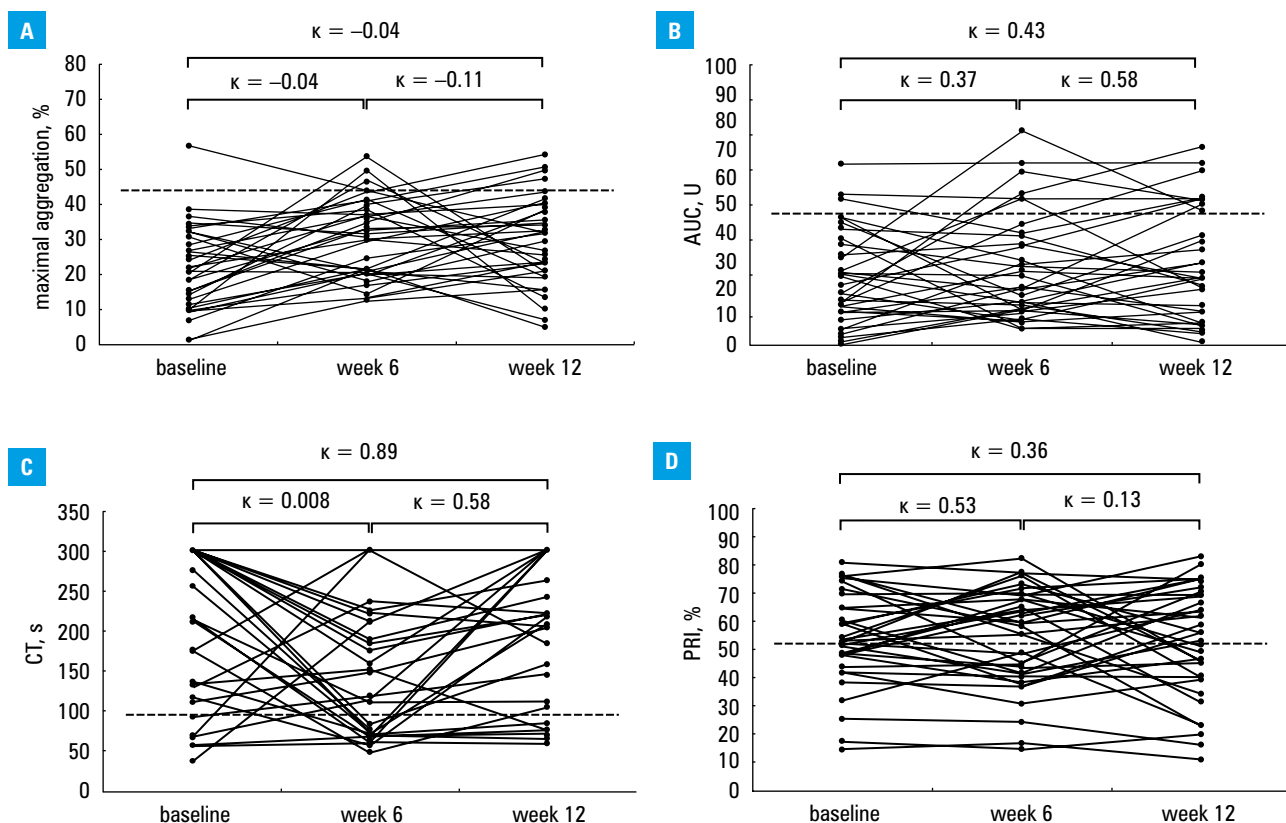 A
κ = –0.04
κ = –0.04
κ = –0.11
maximal aggregation, %
80
70
60
50
40
30
20
10
0
baseline
week 6
week 12
B
κ = 0.43
κ = 0.37
κ = 0.58
AUC, U
100
90
80
70
60
50
40
30
20
10
0
baseline
week 6
week 12
C
κ = 0.89
κ = 0.008
κ = 0.58
CT, s
350
300
250
200
150
100
50
0
baseline
week 6
week 12
D
κ = 0.36
κ = 0.53
κ = 0.13
PRI, %
100
90
80
70
60
50
40
30
20
10
0
baseline
week 6
week 12